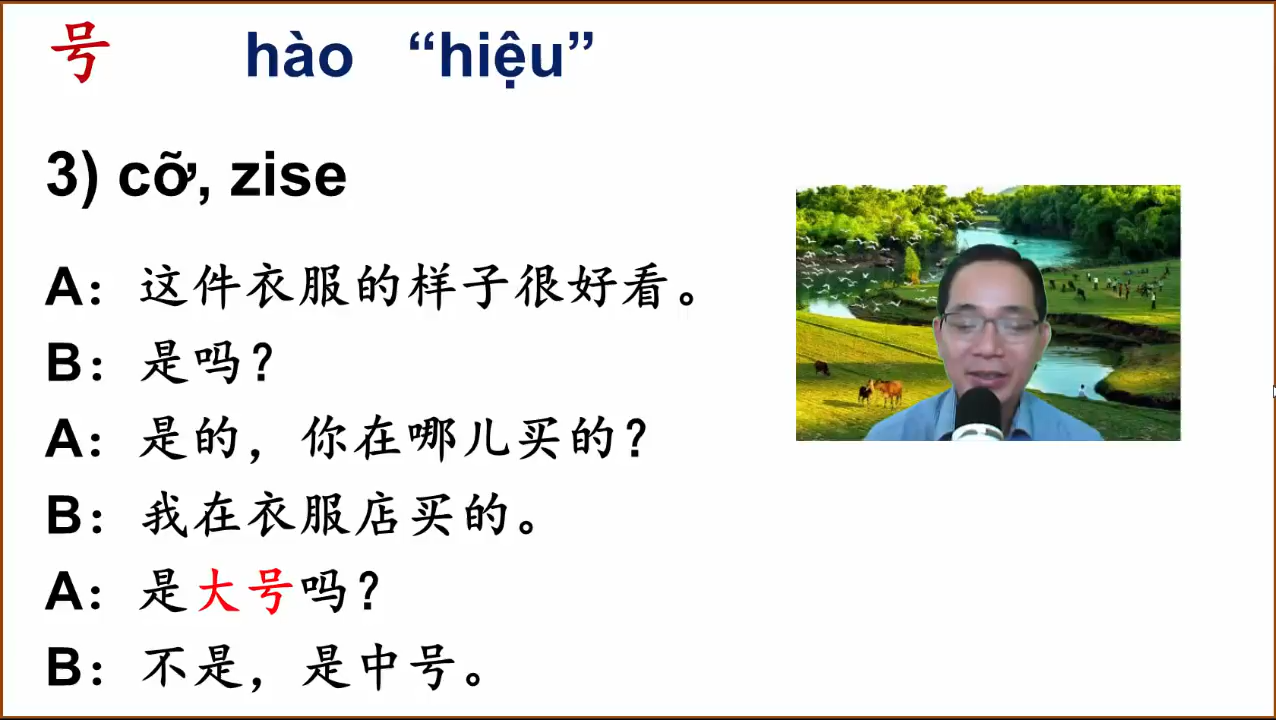 号 hào “hiệu”
3) cỡ, zise
A：这件衣服的样子很好看。
B：是吗？
A：是的，你在哪儿买的？
B：我在衣服店买的。
A：是大号吗？
B：不是，是中号。